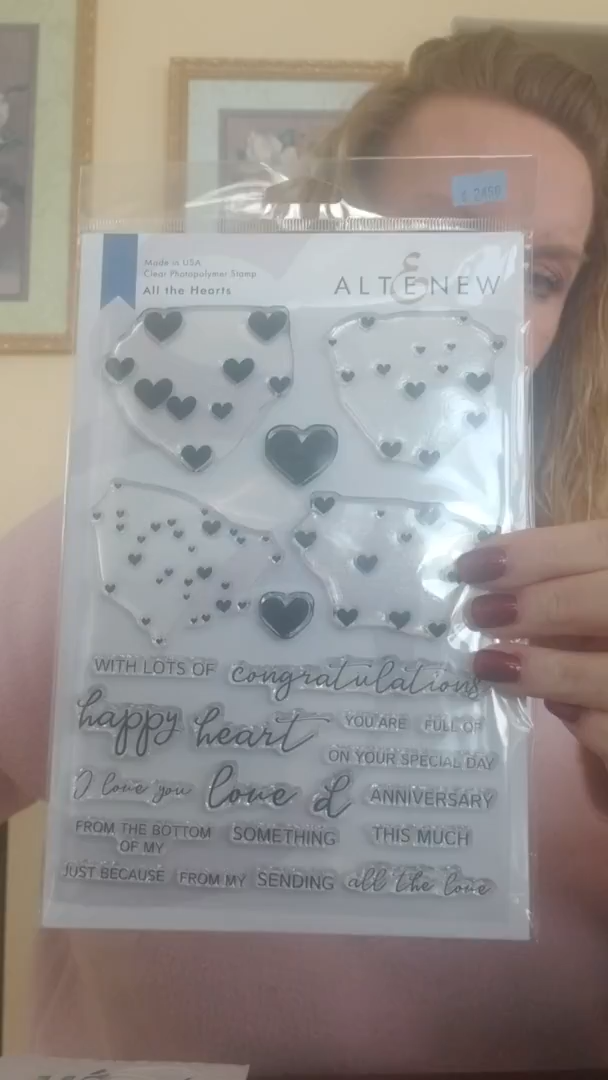 Made in USA
Clear Photopolymer Stamp
All the Hearts
ALTENEW
WITH LOTS OF congratulations
happy heart YOU ARE FULL OF
ON YOUR SPECIAL DAY
I love you love d ANNIVERSARY
FROM THE BOTTOM
OF MY SOMETHING THIS MUCH
JUST BECAUSE FROM MY SENDING all the love